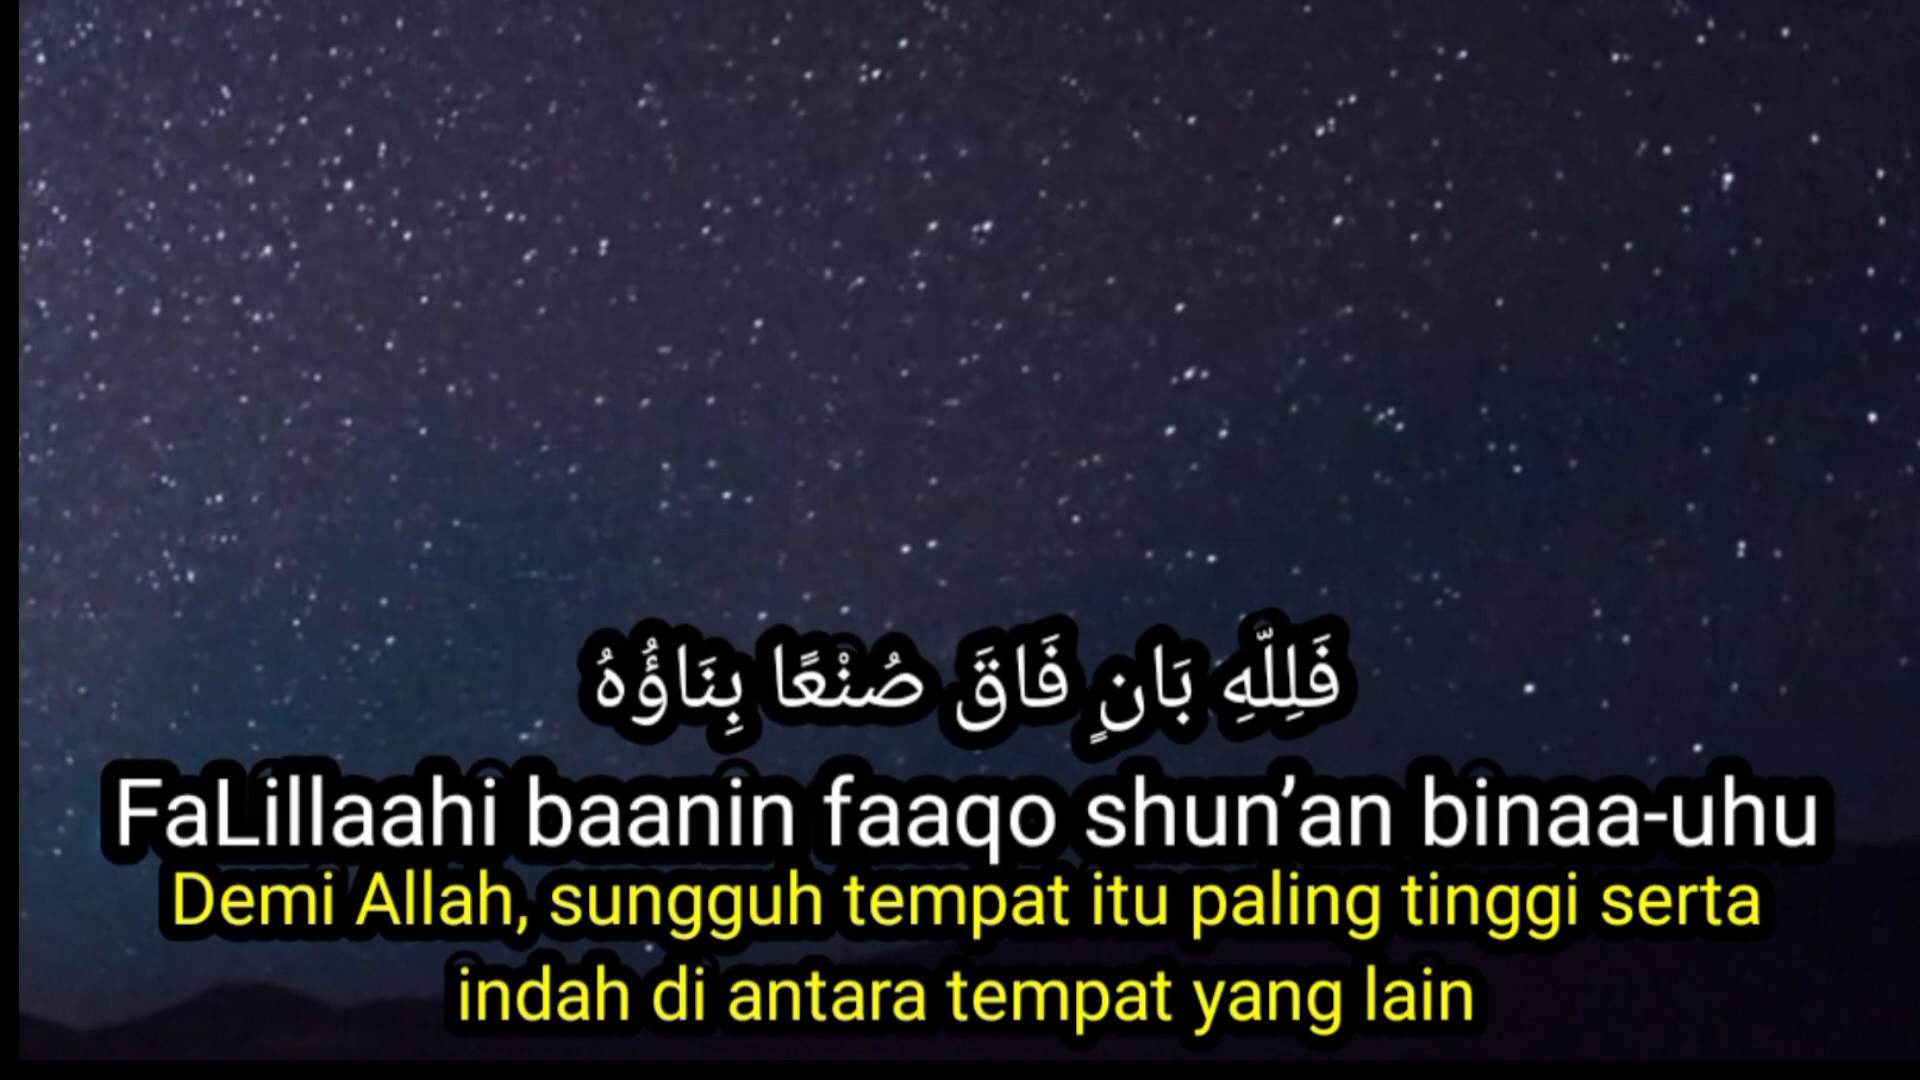 فَلِلّٰهِ بَانٍ فَاقَ صُنْعًا بِنَاؤُهُ
FaLillaahi baanin faaqo shun’an binaa-uhu
Demi Allah, sungguh tempat itu paling tinggi serta
indah di antara tempat yang lain